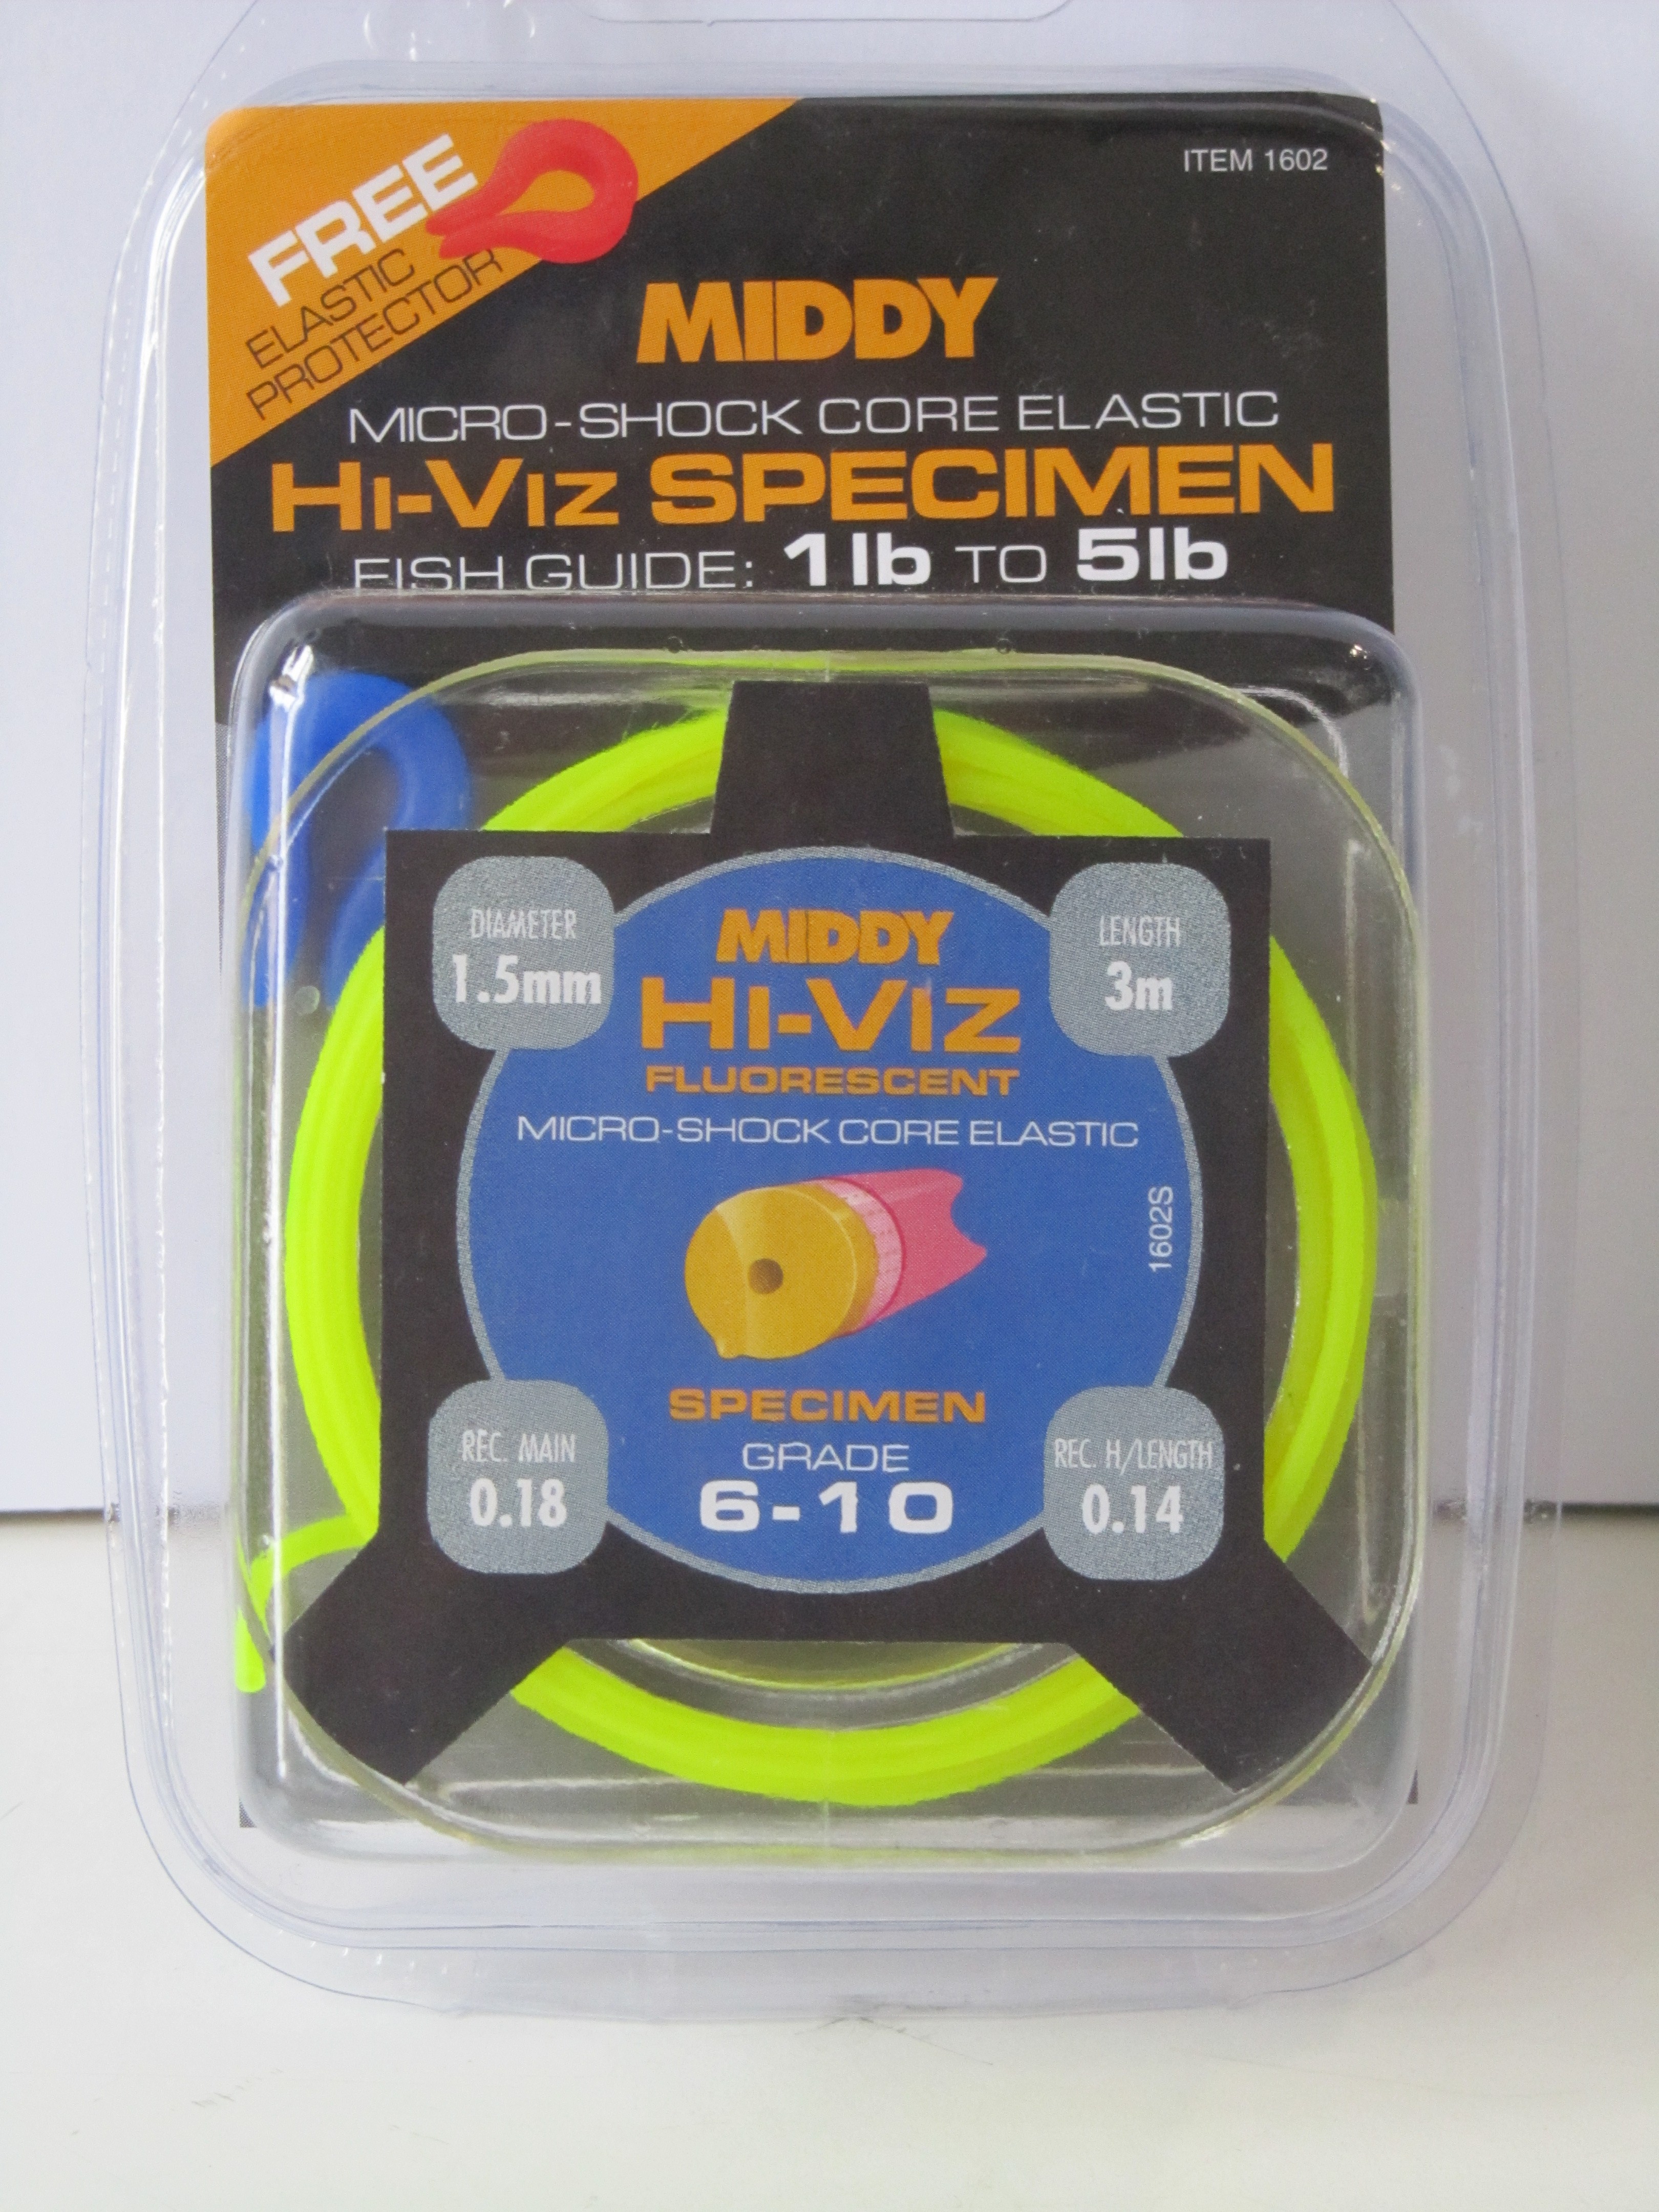 ITEM 1602
FREE
ELASTIC
PROTECTOR
MIDDY
MICRO-SHOCK CORE ELASTIC
HI-VIZ SPECIMEN
FISH GUIDE: 1lb TO 5lb
DIAMETER
1.5mm
LENGTH
3m
MIDDY
HI-VIZ
FLUORESCENT
MICRO-SHOCK CORE ELASTIC
1602S
SPECIMEN
GRADE
6-10
REC. MAIN
0.18
REC. H/LENGTH
0.14